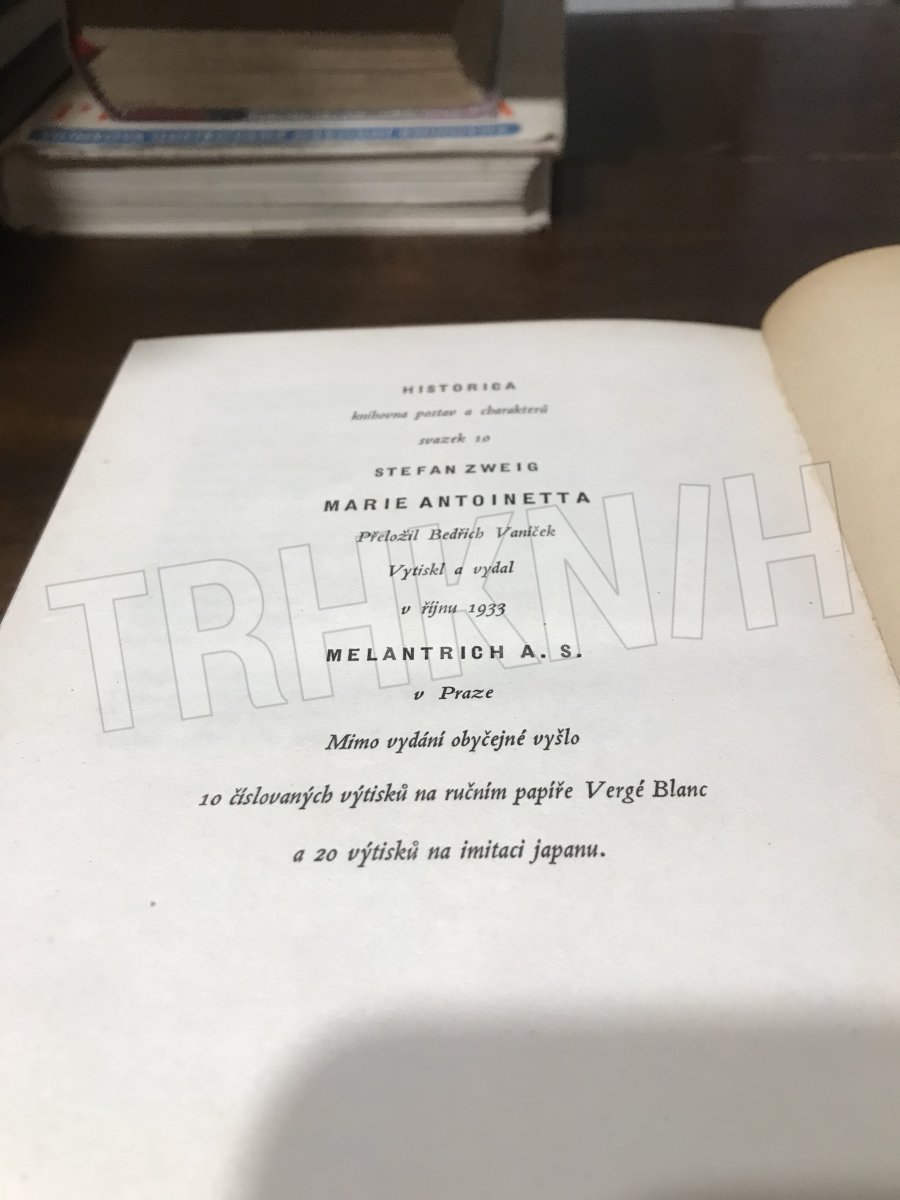 HISTORICA
knihovna postav a charakterů
svazek 10
STEFAN ZWEIG
MARIE ANTOINETTA
Přeložil Bedřich Vaníček
Vytiskl a vydal
v říjnu 1933
MELANTRICH A. S.
v Praze
Mimo vydání obyčejné vyšlo
10 číslovaných výtisků na ručním papíře Vergé Blanc
a 20 výtisků na imitaci japanu.
TRHKNIH